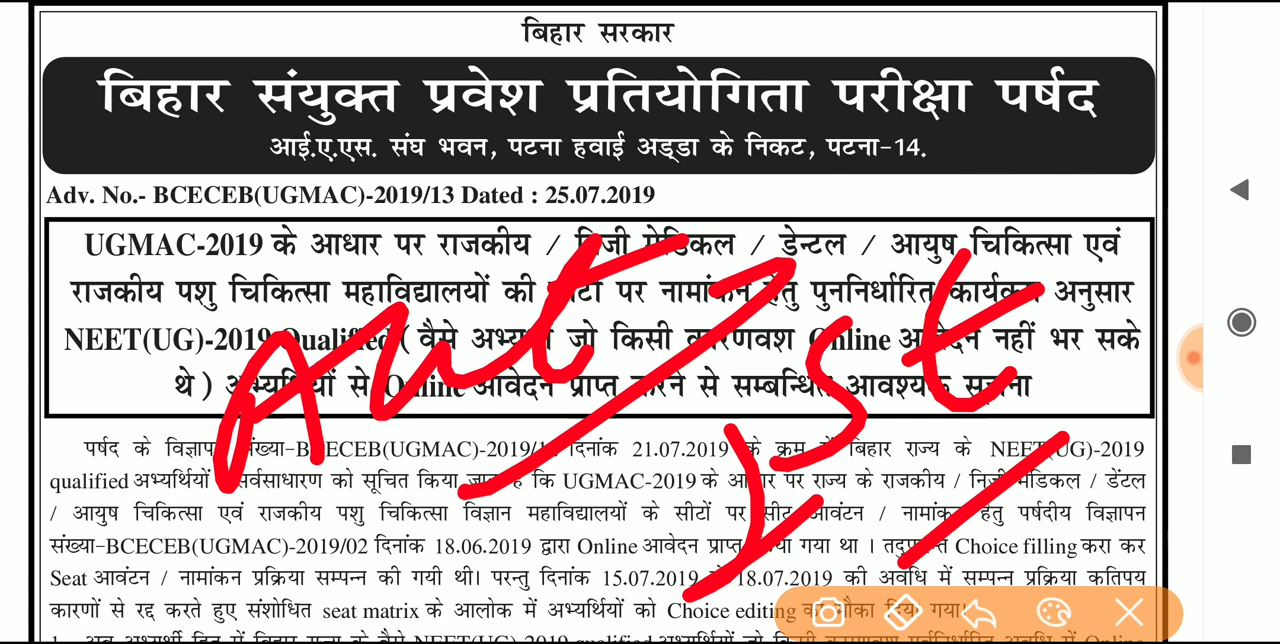 बिहार सरकार
बिहार संयुक्त प्रवेश प्रतियोगिता परीक्षा पर्षद
आई.ए.एस. संघ भवन, पटना हवाई अड्डा के निकट, पटना-14.
Adv. No.- BCECEB(UGMAC)-2019/13 Dated : 25.07.2019
UGMAC-2019 के आधार पर राजकीय / निजी मेडिकल / डेन्टल / आयुष चिकित्सा एवं
राजकीय पशु चिकित्सा महाविद्यालयों की सीटों पर नामांकन हेतु पुननिर्धारित कार्यक्रम अनुसार
NEET(UG)-2019 Qualified ( वैसे अभ्यर्थी जो किसी कारणवश Online आवेदन नहीं भर सके
थे ) अभ्यर्थियों से Online आवेदन प्राप्त करने से सम्बन्धित आवश्यक सूचना
पर्षद के विज्ञापन संख्या-BCECEB(UGMAC)-2019/ दिनांक 21.07.2019 के क्रम में बिहार राज्य के NEET(UG)-2019
qualified अभ्यर्थियों सर्वसाधारण को सूचित किया जाता है कि UGMAC-2019 के आधार पर राज्य के राजकीय / निजी मेडिकल / डेंटल
/ आयुष चिकित्सा एवं राजकीय पशु चिकित्सा विज्ञान महाविद्यालयों के सीटों पर सीट आवंटन / नामांकन हेतु पर्षदीय विज्ञापन
संख्या-BCECEB(UGMAC)-2019/02 दिनांक 18.06.2019 द्वारा Online आवेदन प्राप्त किया गया था । तदुपरान्त Choice filling करा कर
Seat आवंटन / नामांकन प्रक्रिया सम्पन्न की गयी थी। परन्तु दिनांक 15.07.2019 से 18.07.2019 की अवधि में सम्पन्न प्रक्रिया कतिपय
कारणों से रद्द करते हुए संशोधित seat matrix के आलोक में अभ्यर्थियों को Choice editing का मौका दिया गया।